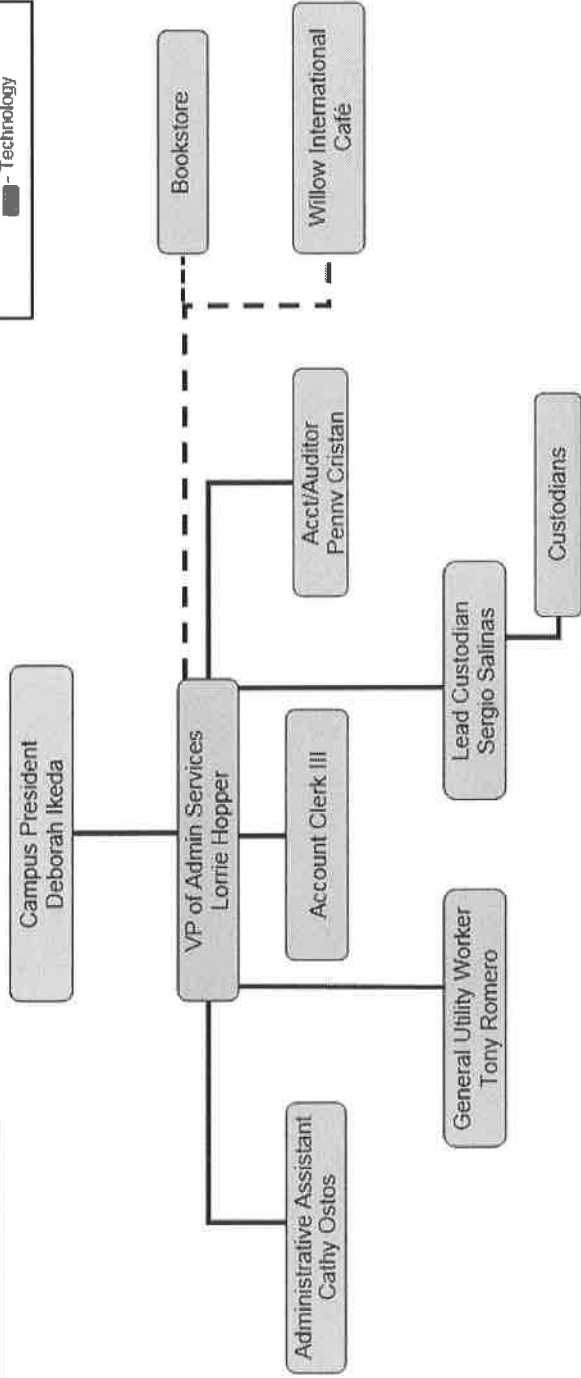 - Technology
Campus President
Deborah Ikeda
VP of Admin Services
Lorrie Hopper
Bookstore
Willow International
Café
Administrative Assistant
Cathy Ostos
Account Clerk III
Acct/Auditor
Penny Cristan
General Utility Worker
Tony Romero
Lead Custodian
Sergio Salinas
Custodians